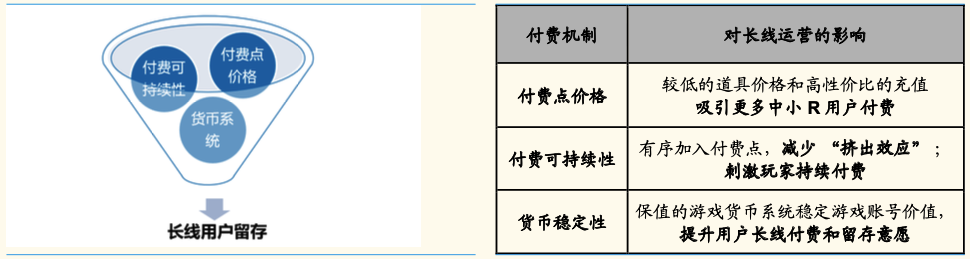 付费可
持续性
付费点
价格
货币系
统
长线用户留存
付费机制
对长线运营的影响
付费点价格
较低的道具价格和高性价比的充值
吸引更多中小 R 用户付费
付费可持续性
有序加入付费点，减少 “挤出效应”；
刺激玩家持续付费
货币稳定性
保值的游戏货币系统稳定游戏账号价值，
提升用户长线付费和留存意愿